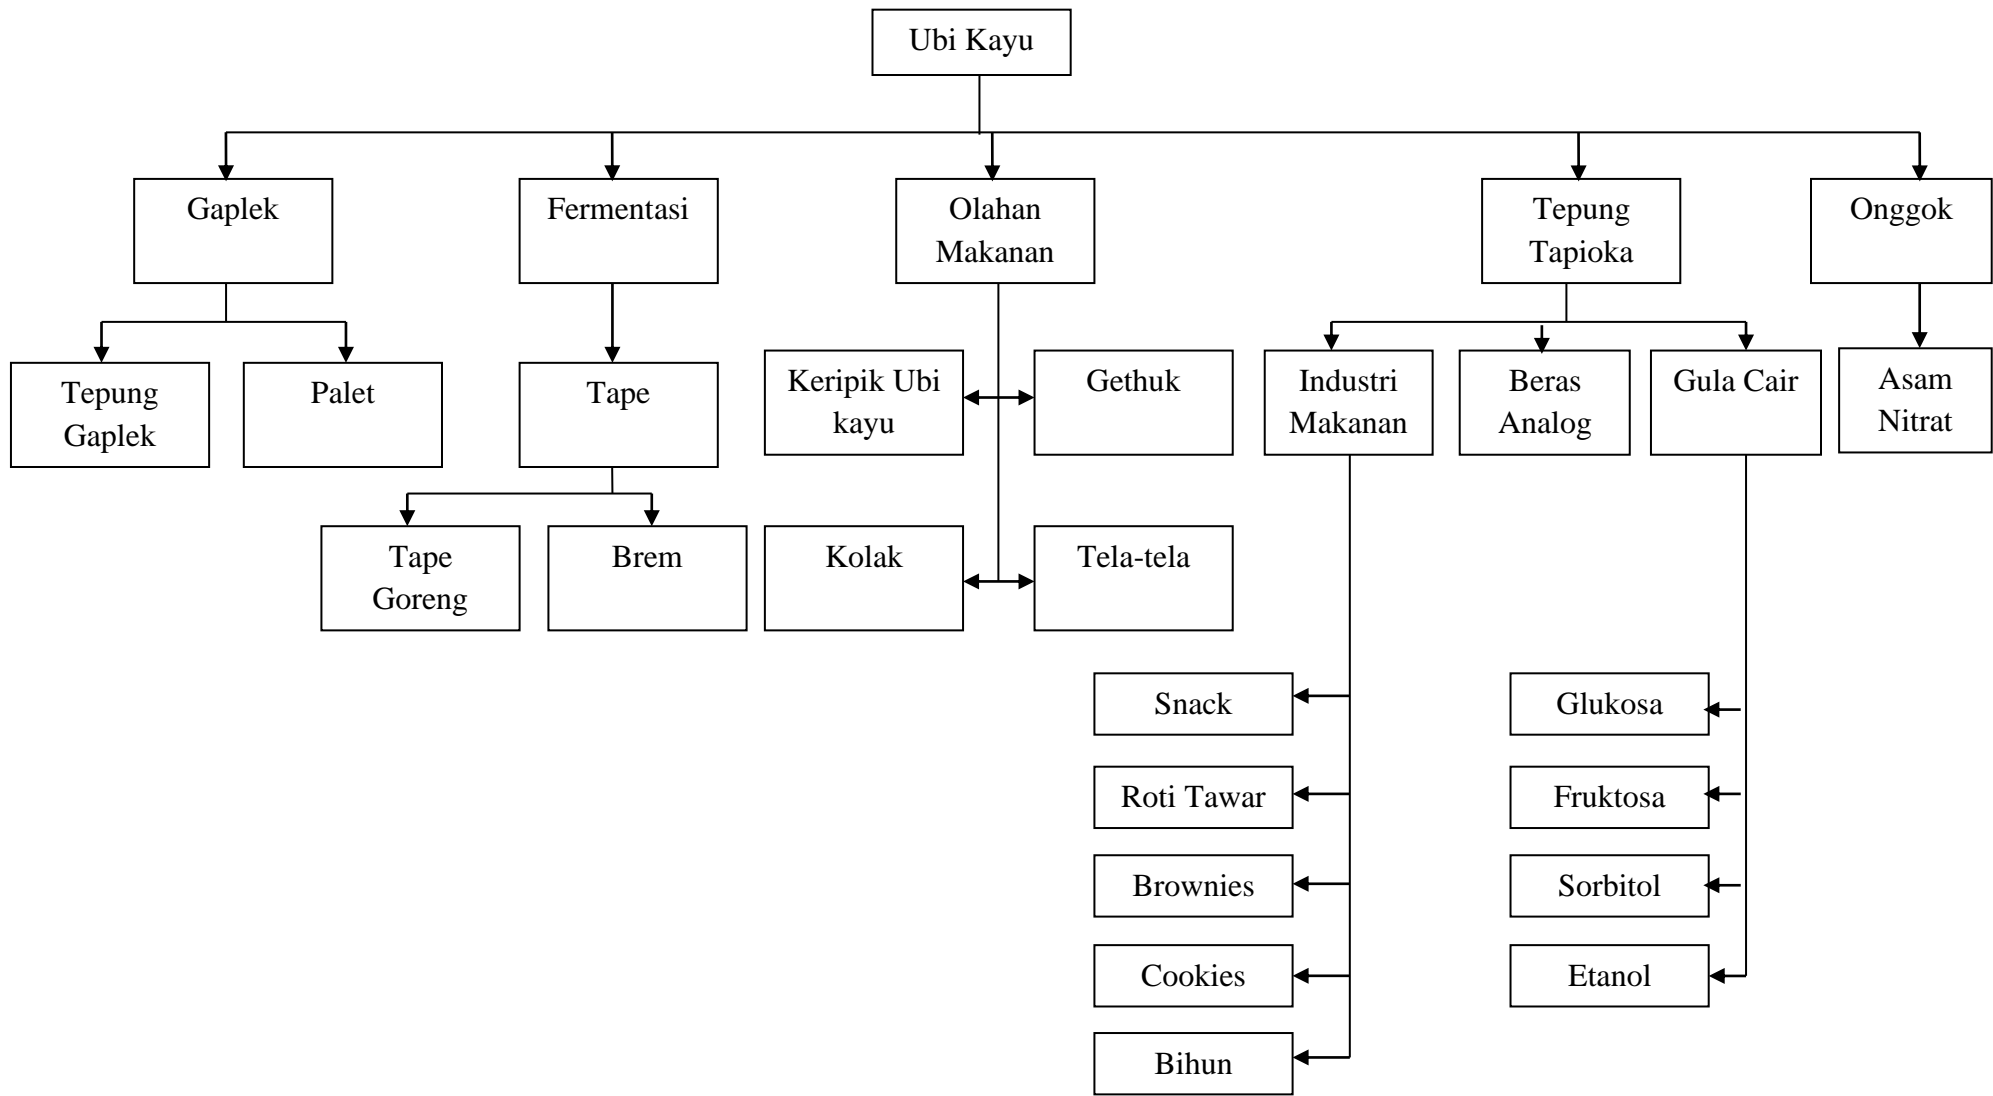 Ubi Kayu
Gaplek
Fermentasi
Olahan
Makanan
Tepung
Tapioka
Onggok
Tepung
Gaplek
Palet
Tape
Keripik Ubi
kayu
Gethuk
Industri
Makanan
Beras
Analog
Gula Cair
Asam
Nitrat
Tape
Goreng
Brem
Kolak
Tela-tela
Snack
Glukosa
Roti Tawar
Fruktosa
Brownies
Sorbitol
Cookies
Etanol
Bihun